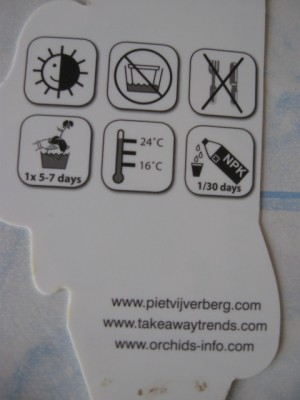 24°C
16°C
1x 5-7 days
NPK
1/30 days
www.pietvijverberg.com
www.takeawaytrends.com
www.orchids-info.com